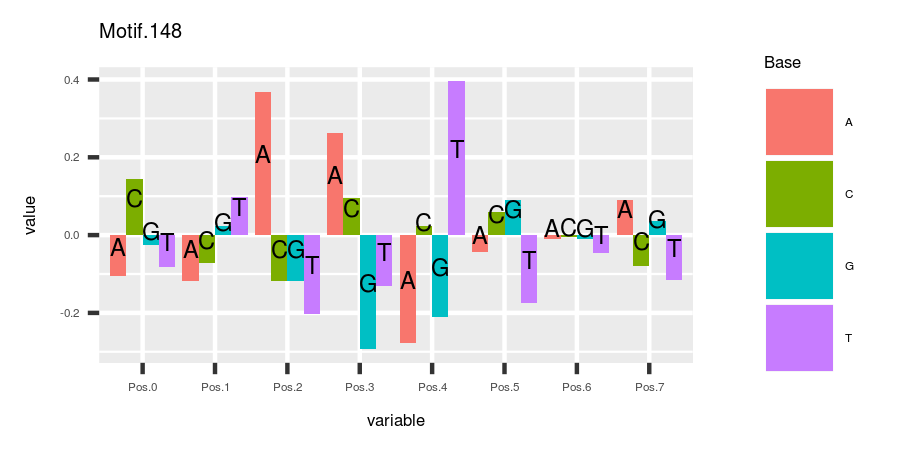 Motif.148
Base
0.4
0.2
0.0
-0.2
value
A C G T
A C G T
A C G T
A C G T
A C G T
A C G T
A C G T
A C G T
Pos.0 Pos.1 Pos.2 Pos.3 Pos.4 Pos.5 Pos.6 Pos.7
variable
A
C
G
T